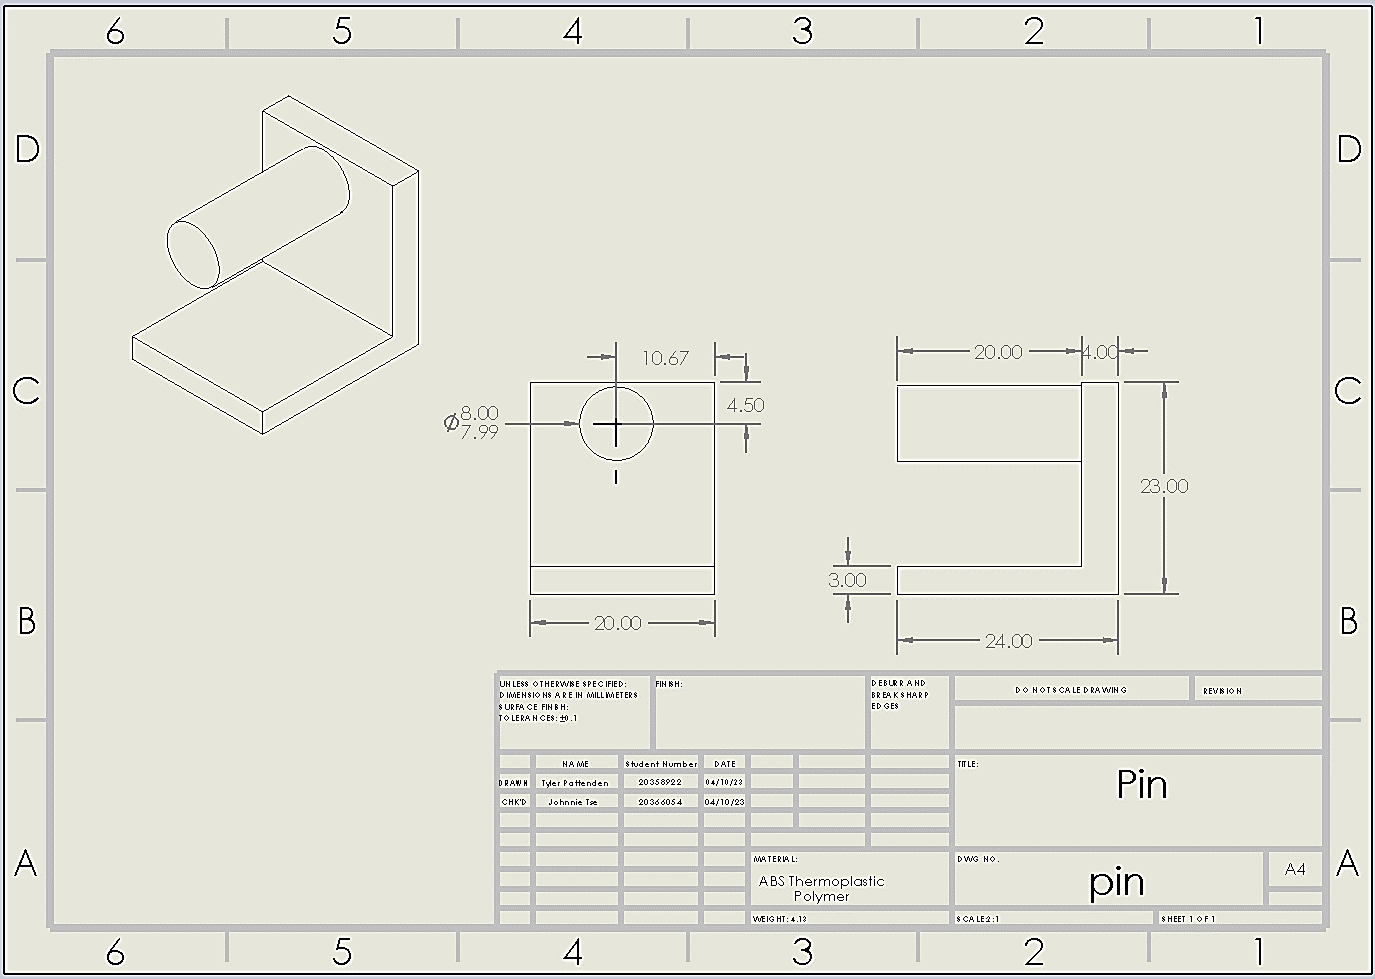 6 5 4 3 2 1
D D
10.67
20.00 4.00
C C
4.50
⌀ 8.00
7.99
23.00
3.00
B B
20.00
24.00
UNLESS OTHERWISE SPECIFIED:
DIMENSIONS ARE IN MILLIMETERS
SURFACE FINISH:
TOLERANCES: ±0.1
FINISH:
DEBURR AND
BREAK SHARP
EDGES
DO NOT SCALE DRAWING
REVISION
NAME Student Number DATE
DRAWN Tyler Pattenden 20358922 04/10/23
CHK'D Johnnie Tse 20366054 04/10/23
TITLE:
Pin
A A
MATERIAL:
ABS Thermoplastic
Polymer
DWG NO.
pin
A4
WEIGHT: 4.13
SCALE:2:1
SHEET 1 OF 1
6 5 4 3 2 1